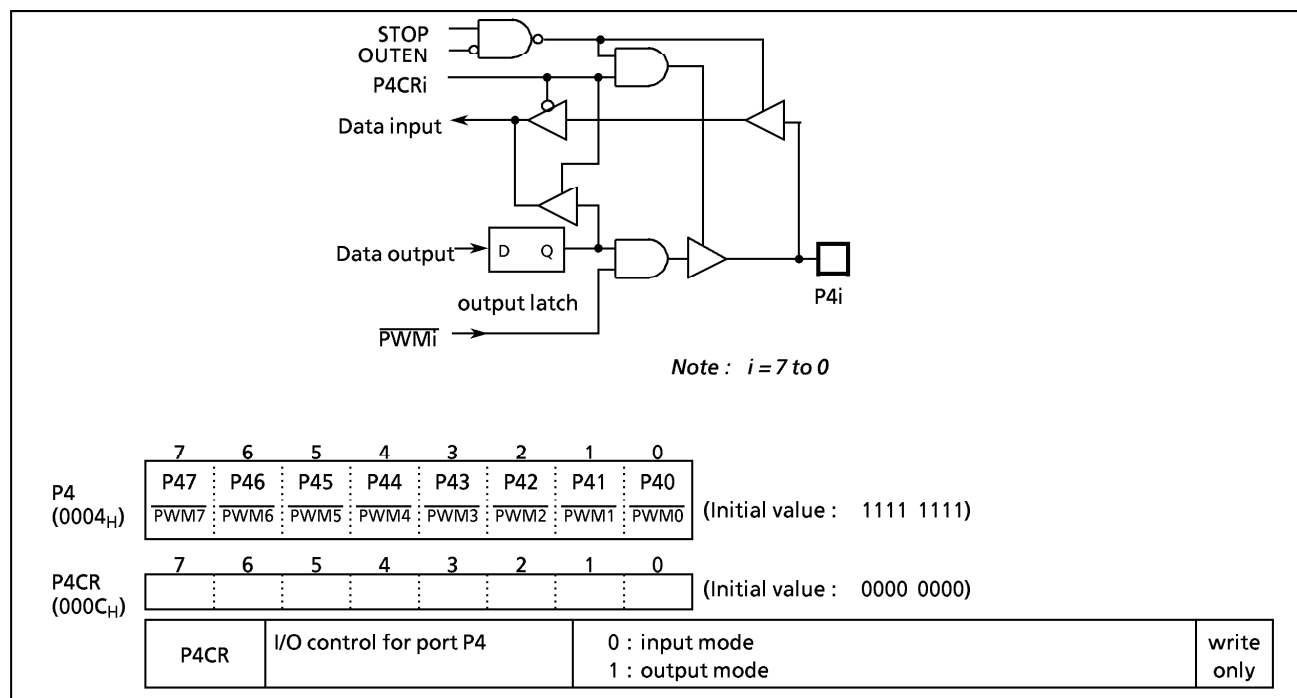 STOP
OUTEN
P4CRi
Data input
Data output
D Q
output latch
P4i
PWMi
Note : i = 7 to 0
7 6 5 4 3 2 1 0
P4
(0004H)
P47 P46 P45 P44 P43 P42 P41 P40
PWM7 PWM6 PWM5 PWM4 PWM3 PWM2 PWM1 PWM0
(Initial value : 1111 1111)
7 6 5 4 3 2 1 0
P4CR
(000CH)
(Initial value : 0000 0000)
P4CR
I/O control for port P4
0 : input mode
1 : output mode
write
only